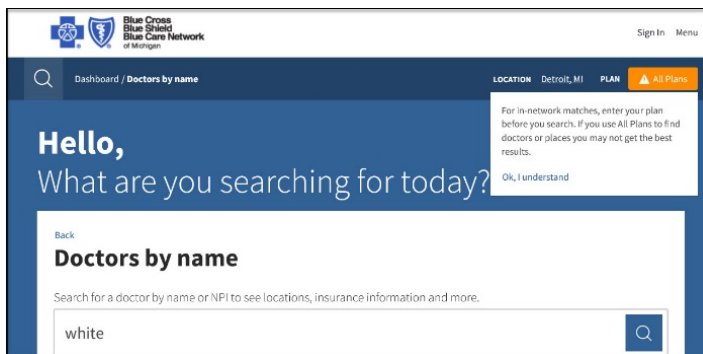 Blue Cross
Blue Shield
Blue Care Network
of Michigan
Sign In Menu
Dashboard / Doctors by name
LOCATION Detroit, MI PLAN All Plans
For in-network matches, enter your plan
before you search. If you use All Plans to find
doctors or places you may not get the best
results.
Ok, I understand
Hello,
What are you searching for today?
Back
Doctors by name
Search for a doctor by name or NPI to see locations, insurance information and more.
white